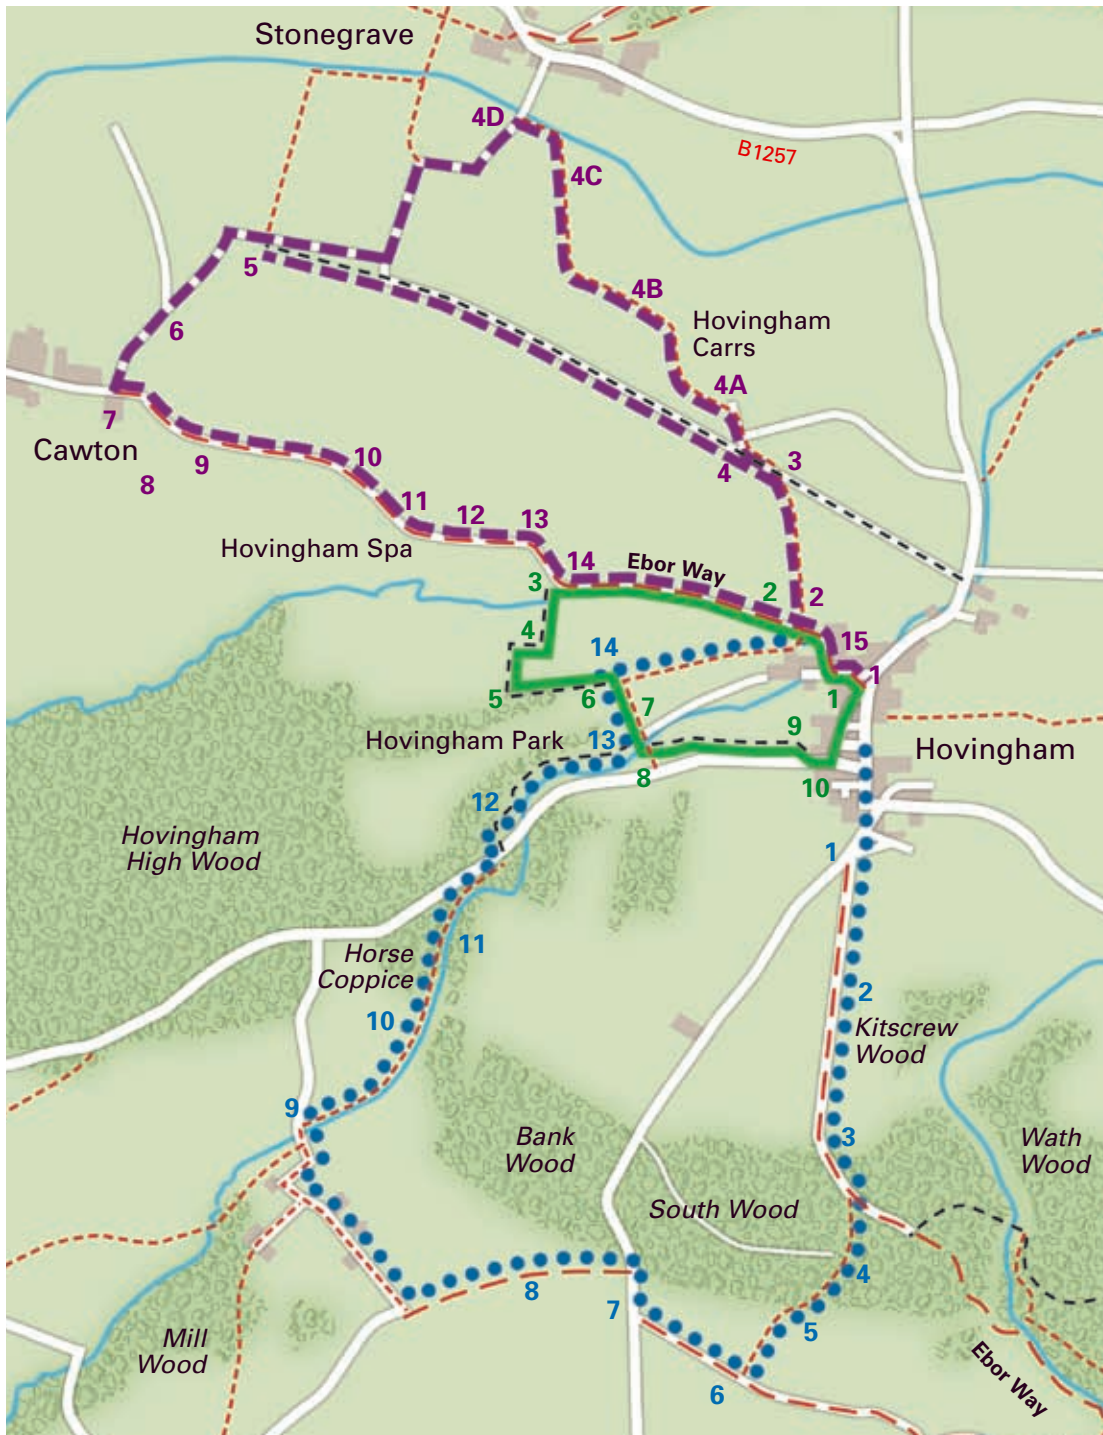 Stonegrave
4D
B1257
4C
5
4B
Hovingham
Carrs
6
4A
7
Cawton
3
4
9
10
8
11
12
13
Hovingham Spa
14
Ebor Way
3
2
2
4
15
14
1
5
6
7
1
Hovingham Park
13
9
Hovingham
8
10
12
Hovingham
High Wood
1
11
Horse
Coppice
2
10
Kitscrew
Wood
9
Bank
Wood
3
Wath
Wood
South Wood
4
8
7
5
Mill
Wood
6
Ebor Way